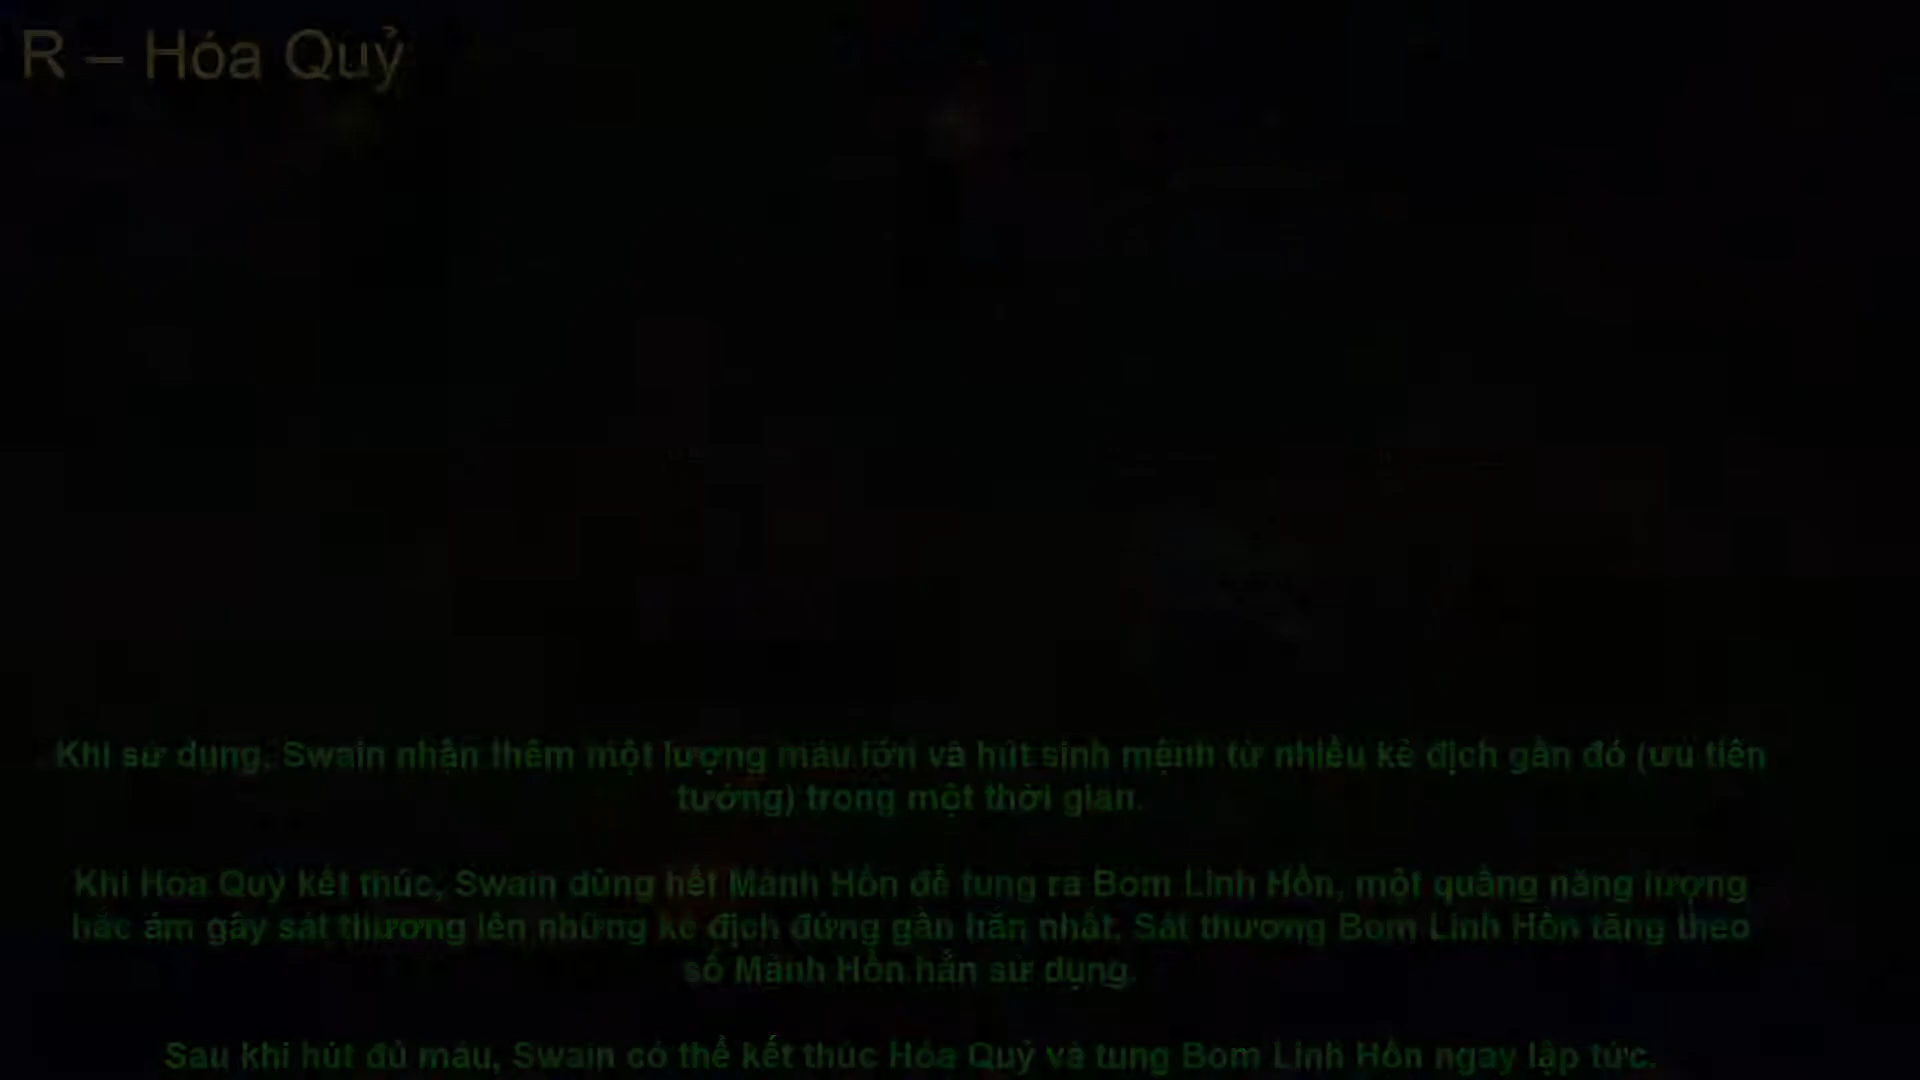 R – Hóa Quỷ
Khi sử dụng, Swain nhận thêm một lượng máu lớn và hút sinh mệnh từ nhiều kẻ địch gần đó (ưu tiên
tướng) trong một thời gian.
Khi Hóa Quỷ kết thúc, Swain dùng hết Mảnh Hồn để tung ra Bom Linh Hồn, một quầng năng lượng
hắc ám gây sát thương lên những kẻ địch đứng gần hắn nhất. Sát thương Bom Linh Hồn tăng theo
số Mảnh Hồn hắn sử dụng.
Sau khi hút đủ máu, Swain có thể kết thúc Hóa Quỷ và tung Bom Linh Hồn ngay lập tức.